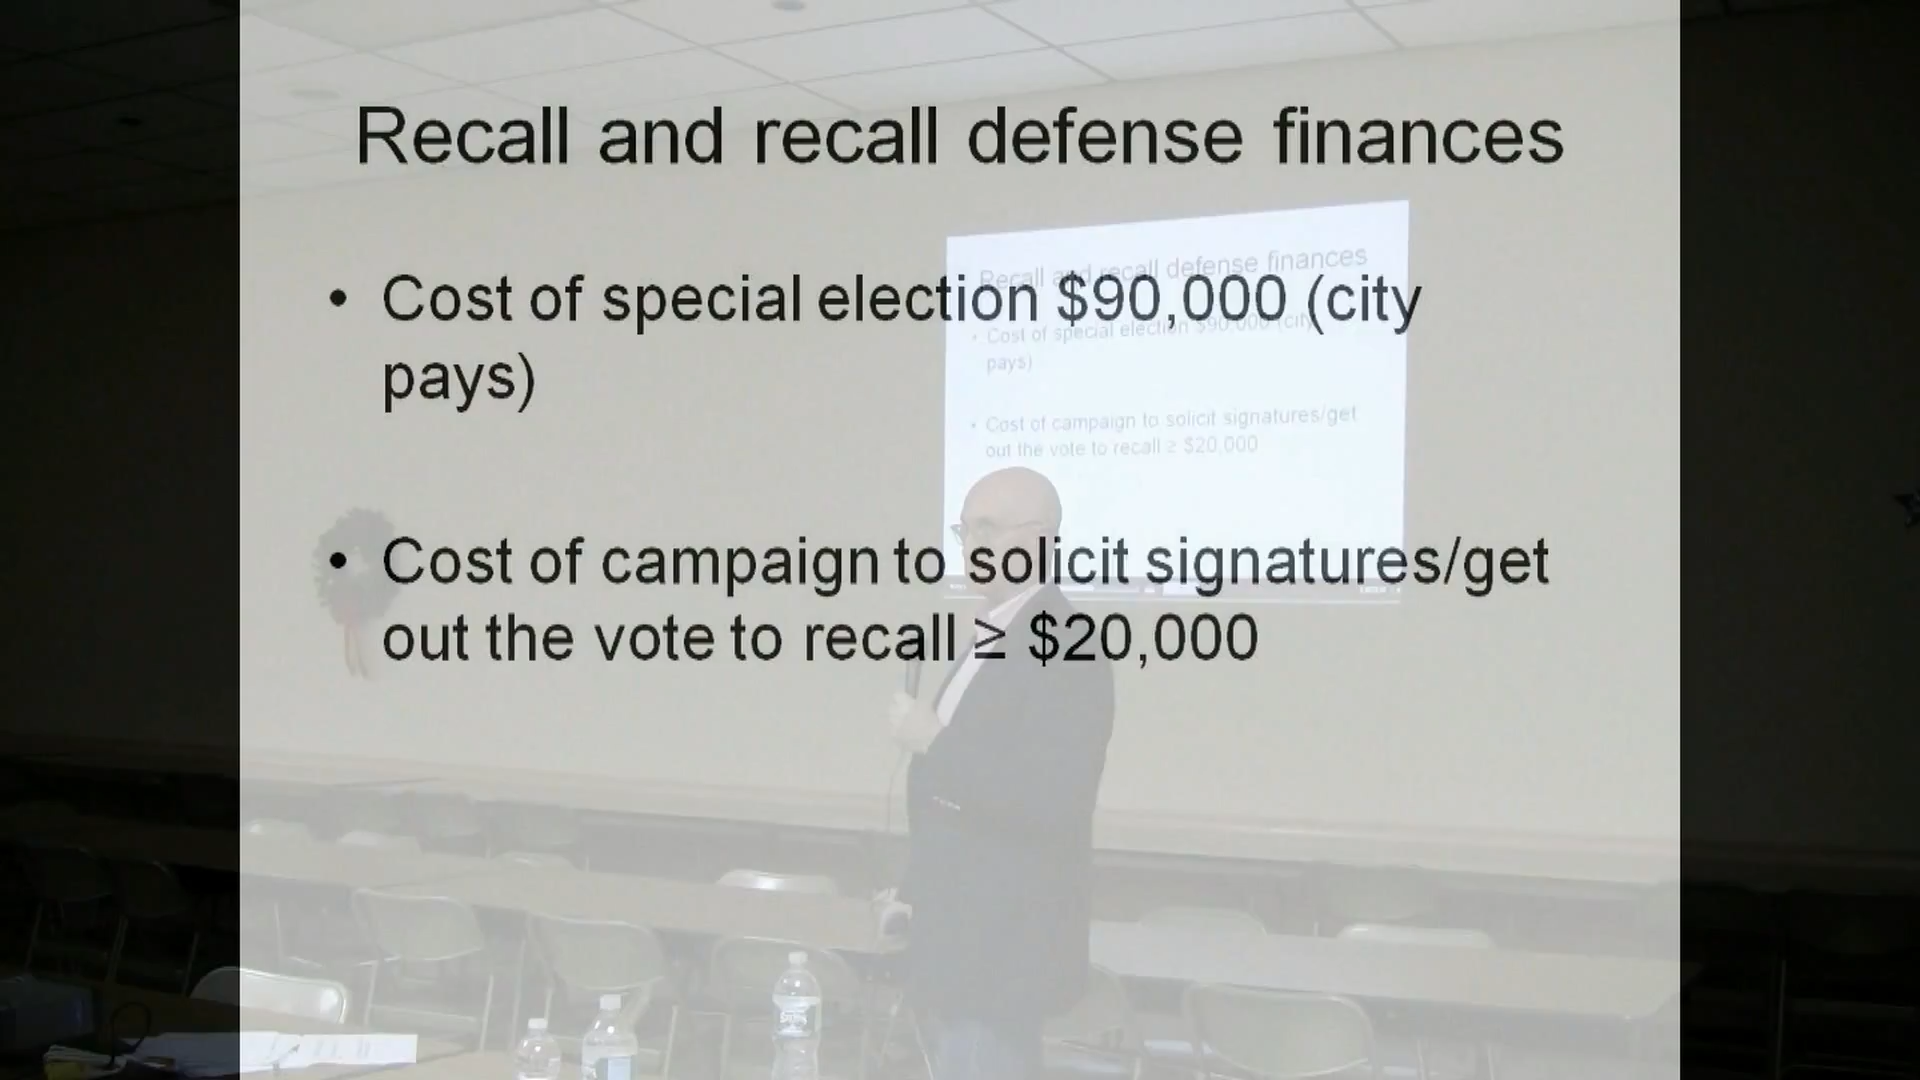 Recall and recall defense finances
• Cost of special election $90,000 (city
pays)
• Cost of campaign to solicit signatures/get
out the vote to recall ≥ $20,000
Recall and recall defense finances
• Cost of special election $90,000 (city
pays)
• Cost of campaign to solicit signatures/get
out the vote to recall ≥ $20,000